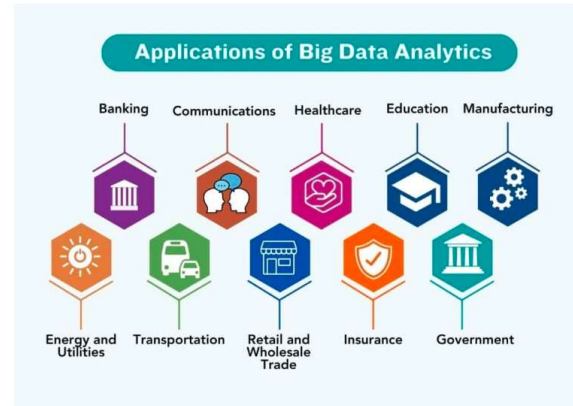 Applications of Big Data Analytics
Banking
Communications
Healthcare
Education
Manufacturing
Energy and
Utilities
Transportation
Retail and
Wholesale
Trade
Insurance
Government